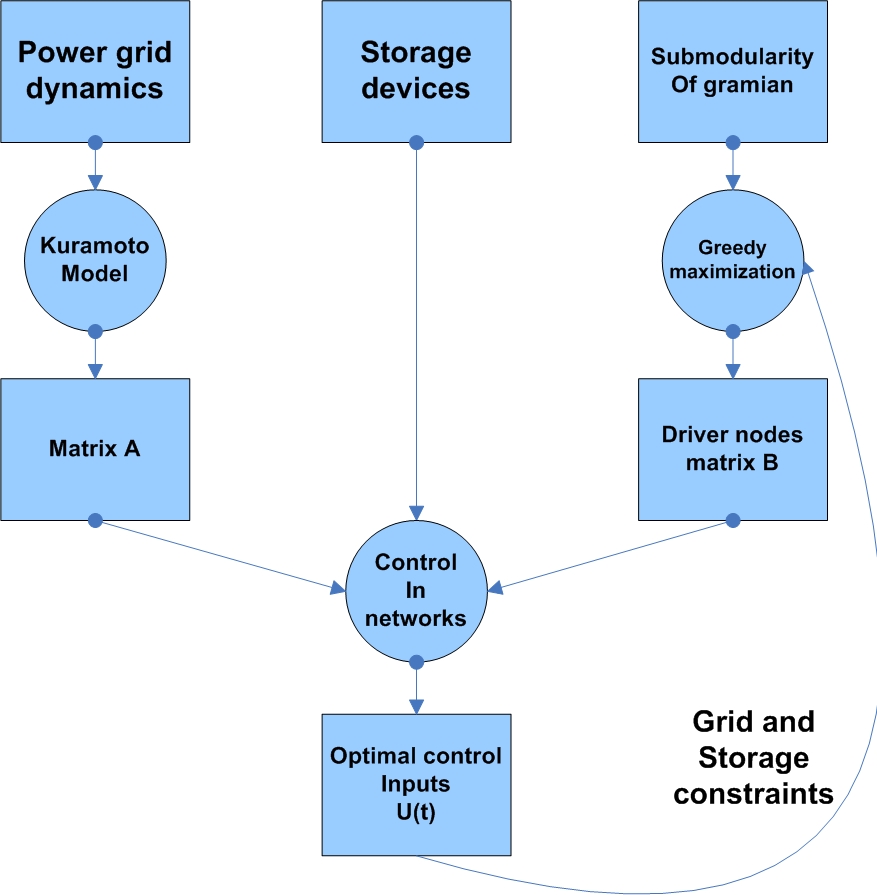 Power grid
dynamics
Storage
devices
Submodularity
Of gramian
Kuramoto
Model
Greedy
maximization
Matrix A
Driver nodes
matrix B
Control
In
networks
Optimal control
Inputs
U(t)
Grid and
Storage
constraints